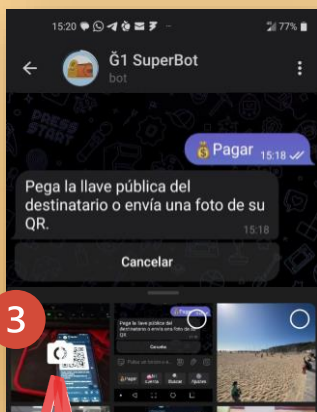 15:20
77%
Ğ1 SuperBot
bot
Pagar 15:18
Pega la llave pública del
destinatario o envía una foto de su
QR.
15:18
Cancelar
3